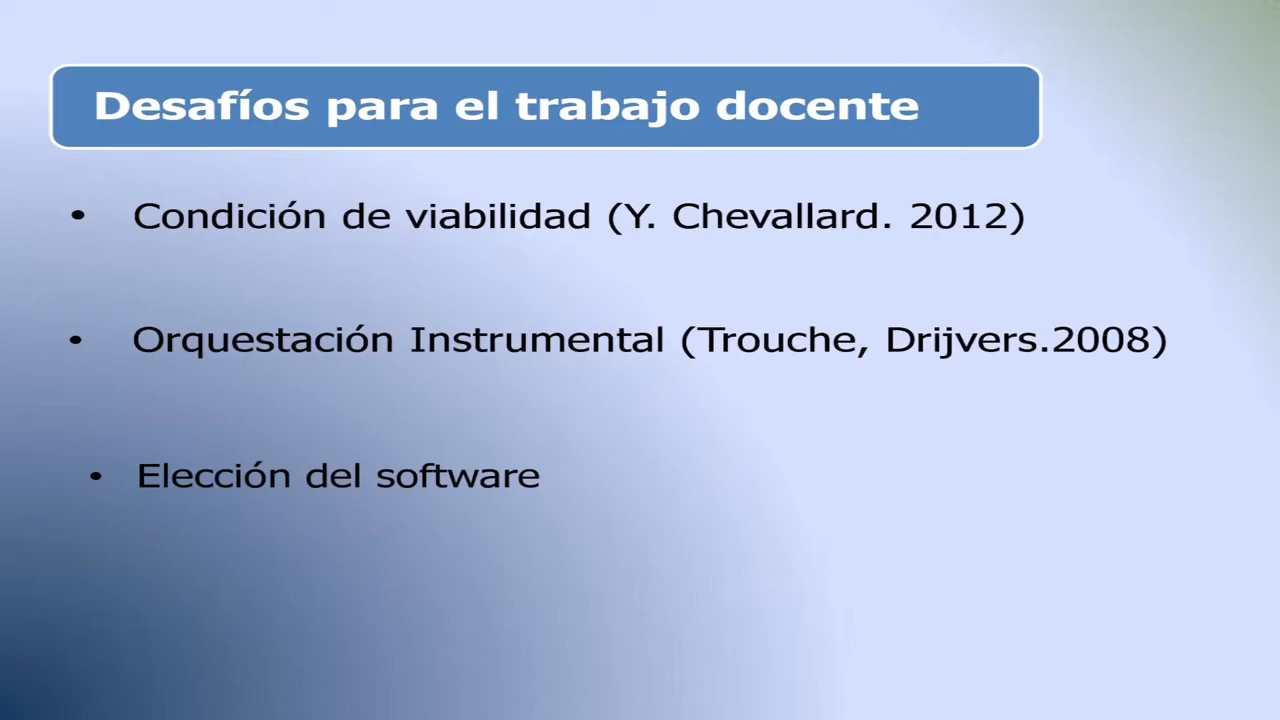 Desafíos para el trabajo docente
• Condición de viabilidad (Y. Chevallard. 2012)
• Orquestación Instrumental (Trouche, Drijvers.2008)
• Elección del software